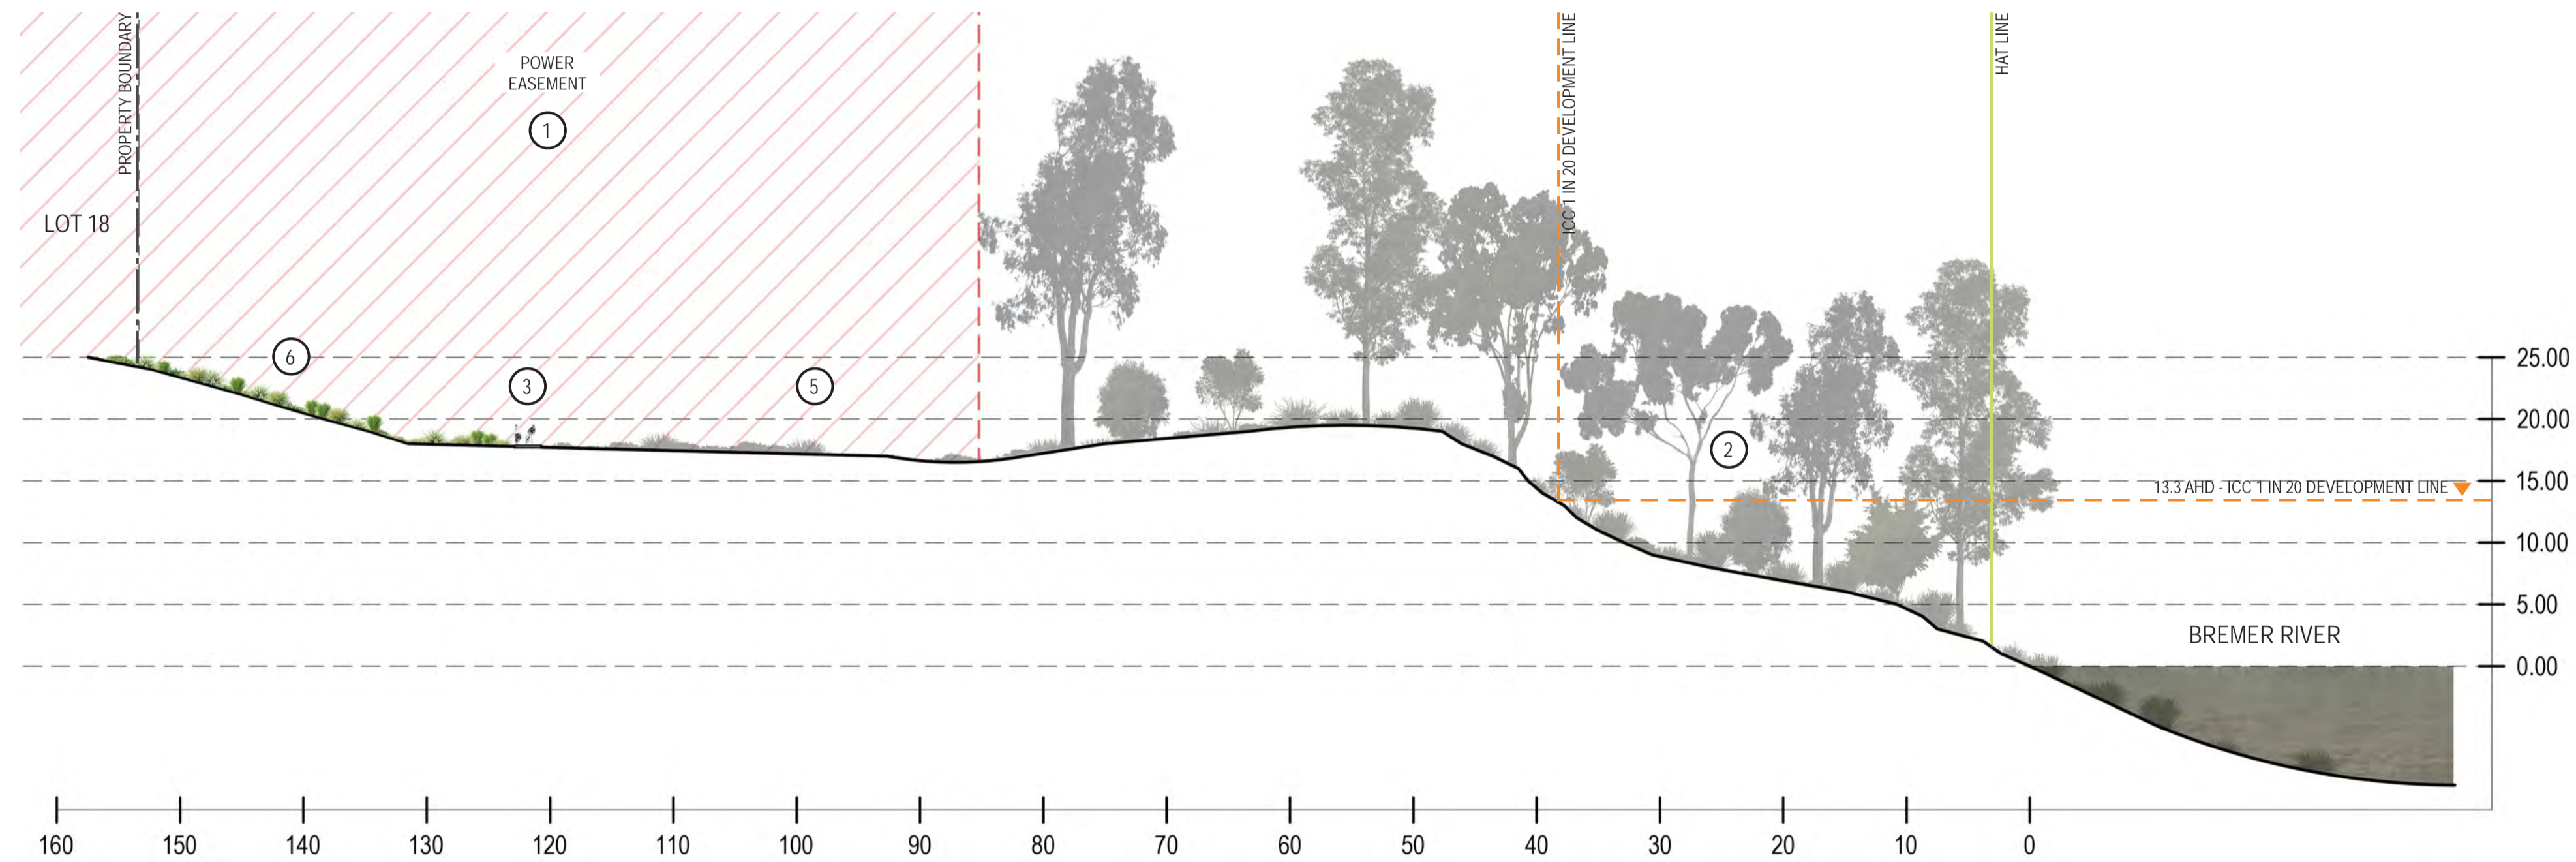 PROPERTY BOUNDARY
POWER
EASEMENT
1
ICC 1 IN 20 DEVELOPMENT LINE
HAT LINE
LOT 18
6
3
5
2
25.00
20.00
15.00
13.3 AHD - ICC 1 IN 20 DEVELOPMENT LINE
10.00
5.00
BREMER RIVER
0.00
160 150 140 130 120 110 100 90 80 70 60 50 40 30 20 10 0